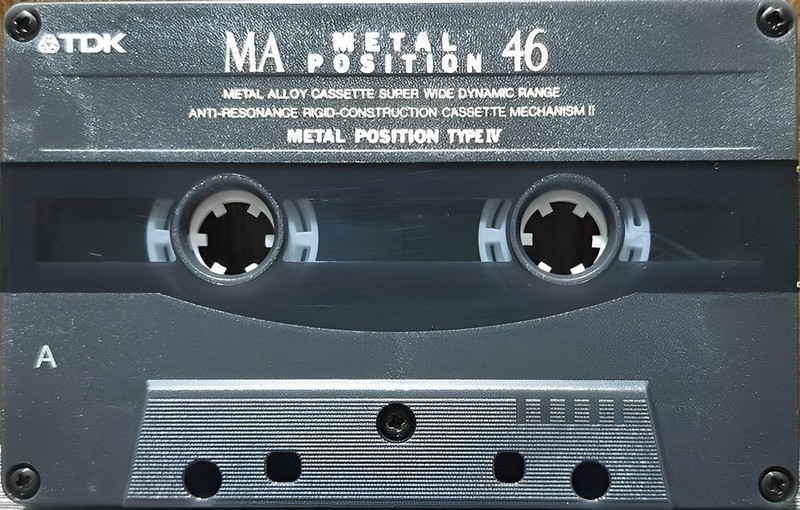 TDK
MA METAL POSITION 46
METAL ALLOY CASSETTE SUPER WIDE DYNAMIC RANGE
ANTI-RESONANCE RIGID-CONSTRUCTION CASSETTE MECHANISM II
METAL POSITION TYPE IV
A